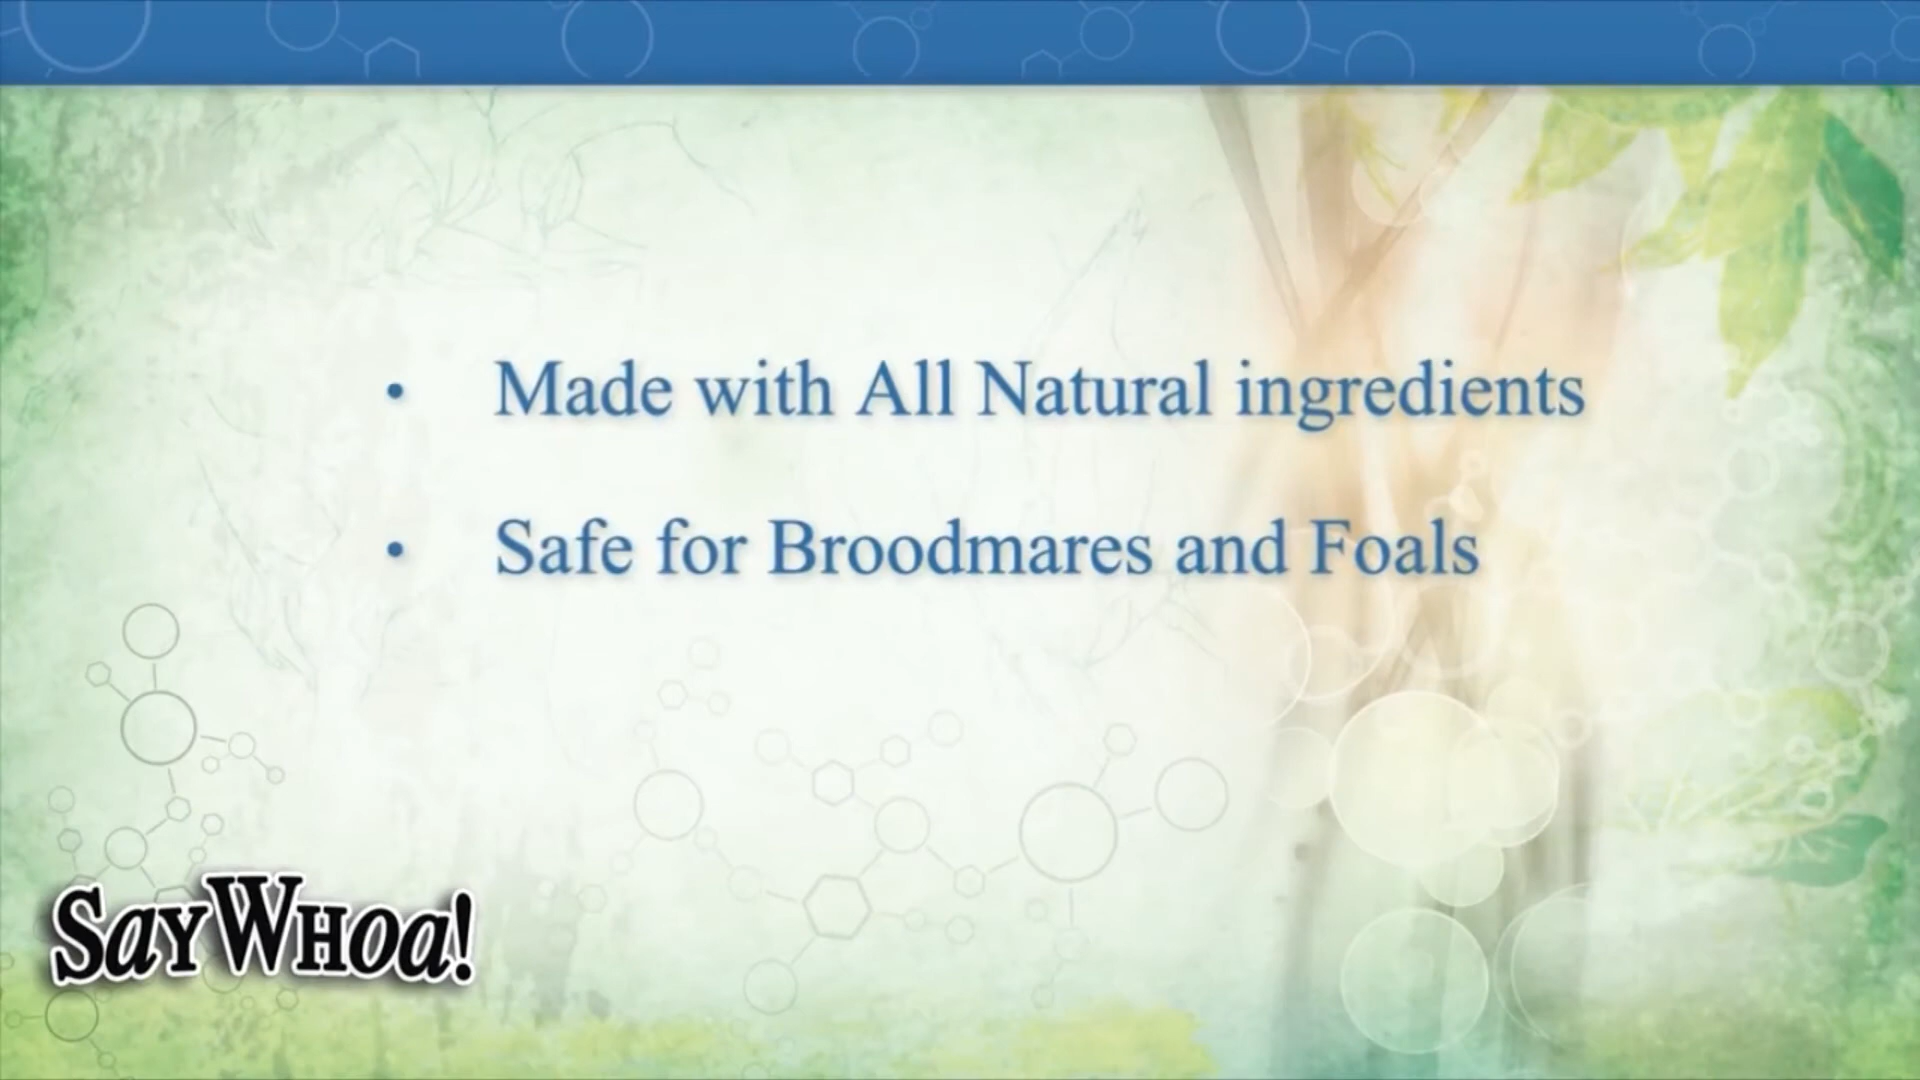 • Made with All Natural ingredients
• Safe for Broodmares and Foals
SayWhoa!